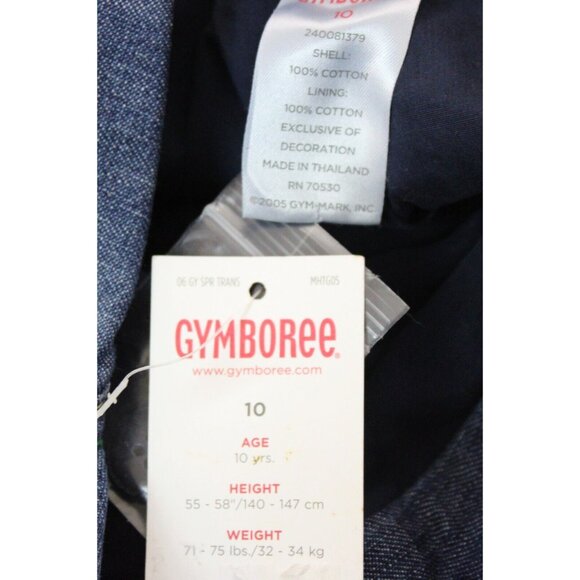 GYMBOREE
10
240081379
SHELL:
100% COTTON
LINING:
100% COTTON
EXCLUSIVE OF
DECORATION
MADE IN THAILAND
RN 70530
©2005 GYM-MARK, INC.
06 GY SPR TRANS MHTG05
GYMBOREE®
www.gymboree.com
10
AGE
10 yrs.
HEIGHT
55 - 58"/140 - 147 cm
WEIGHT
71 - 75 lbs./32 - 34 kg